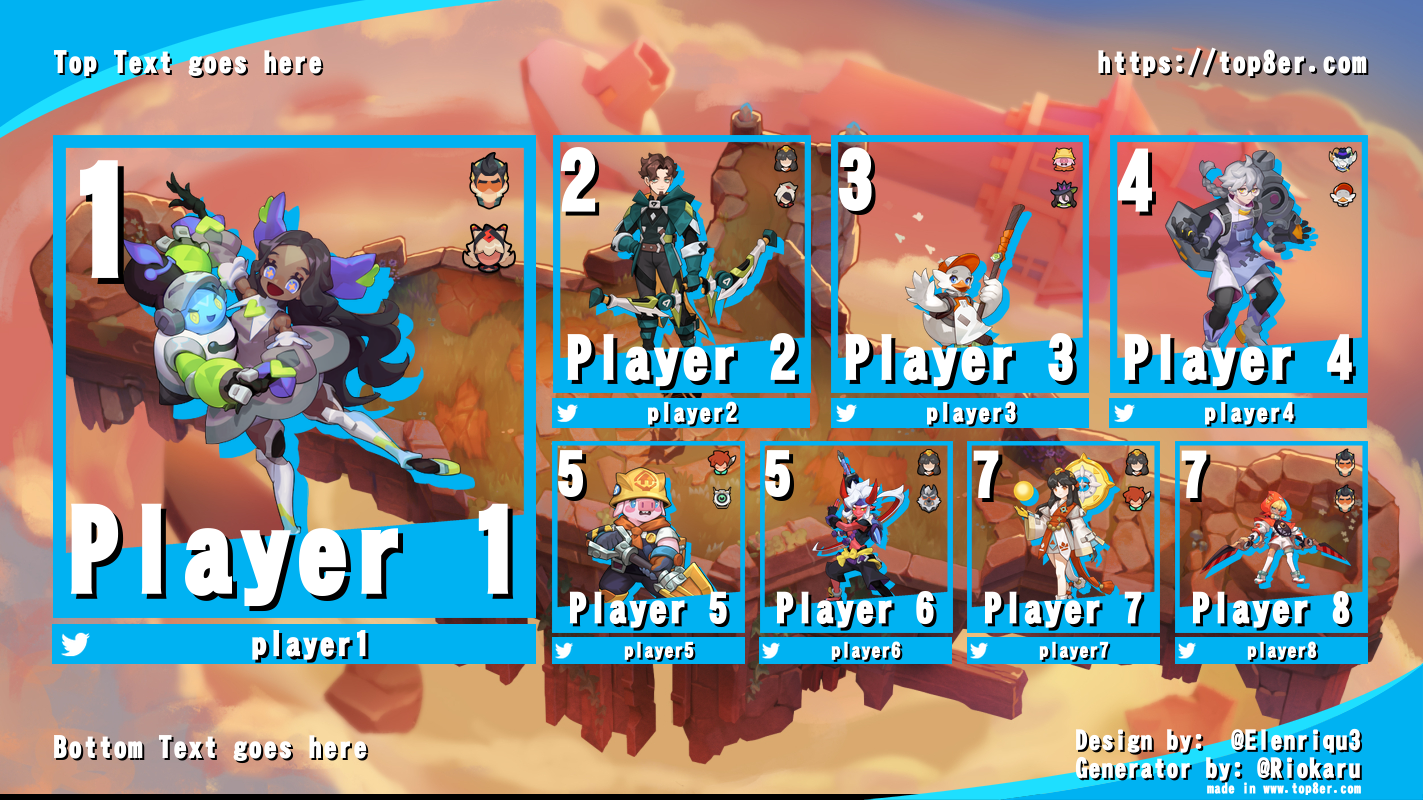 Top Text goes here
https://top8er.com
1
Player 1
player1
2
Player 2
player2
3
Player 3
player3
4
Player 4
player4
5
Player 5
player5
5
Player 6
player6
7
Player 7
player7
7
Player 8
player8
Bottom Text goes here
Design by: @Elenriqu3
Generator by: @Riokaru
made in www.top8er.com